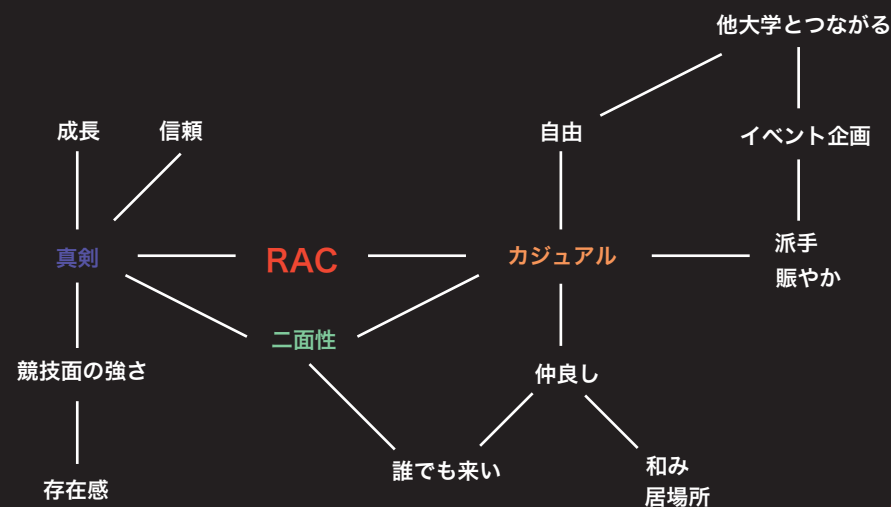 他大学とつながる
成長
信頼
自由
イベント企画
真剣
RAC
カジュアル
派手
賑やか
二面性
競技面の強さ
仲良し
誰でも来い
和み
居場所
存在感